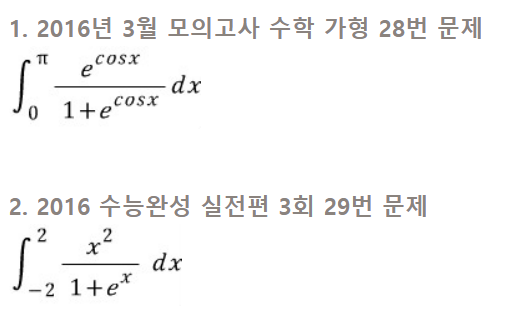 1. 2016년 3월 모의고사 수학 가형 28번 문제
∫₀^π e^{cosx} / (1+e^{cosx}) dx
2. 2016 수능완성 실전편 3회 29번 문제
∫₋₂^2 x² / (1+e^x) dx